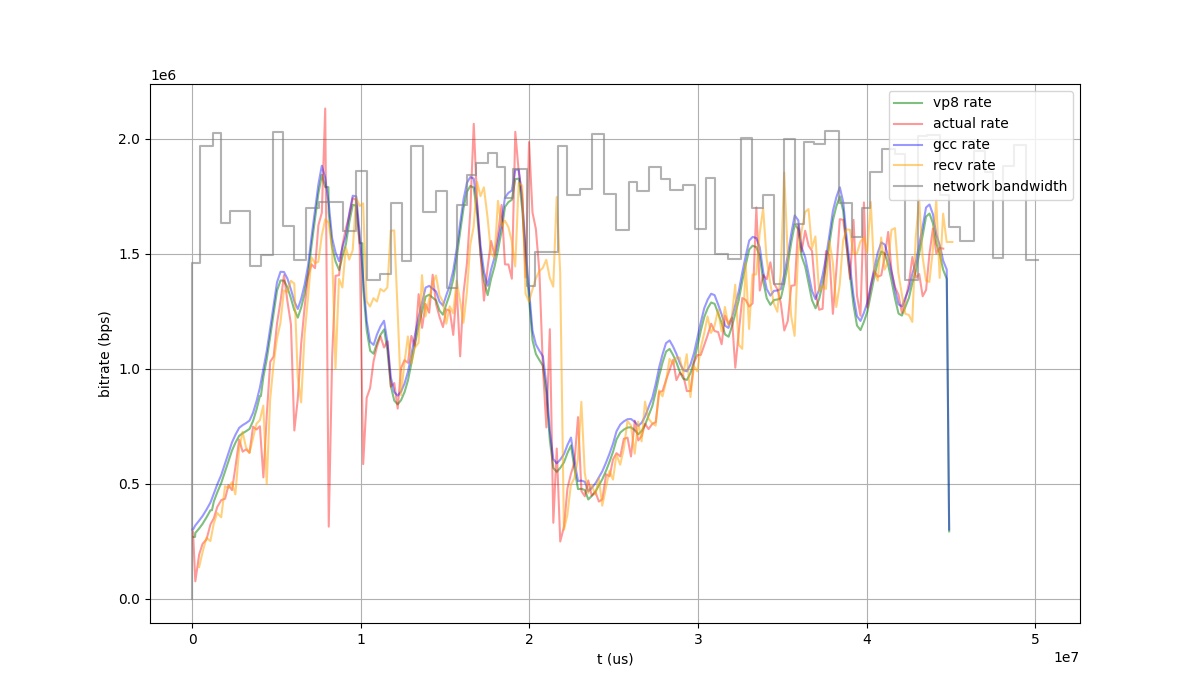 1e6
vp8 rate
actual rate
gcc rate
recv rate
network bandwidth
2.0
1.5
1.0
0.5
0.0
bitrate (bps)
0 1 2 3 4 5
t (us)
1e7